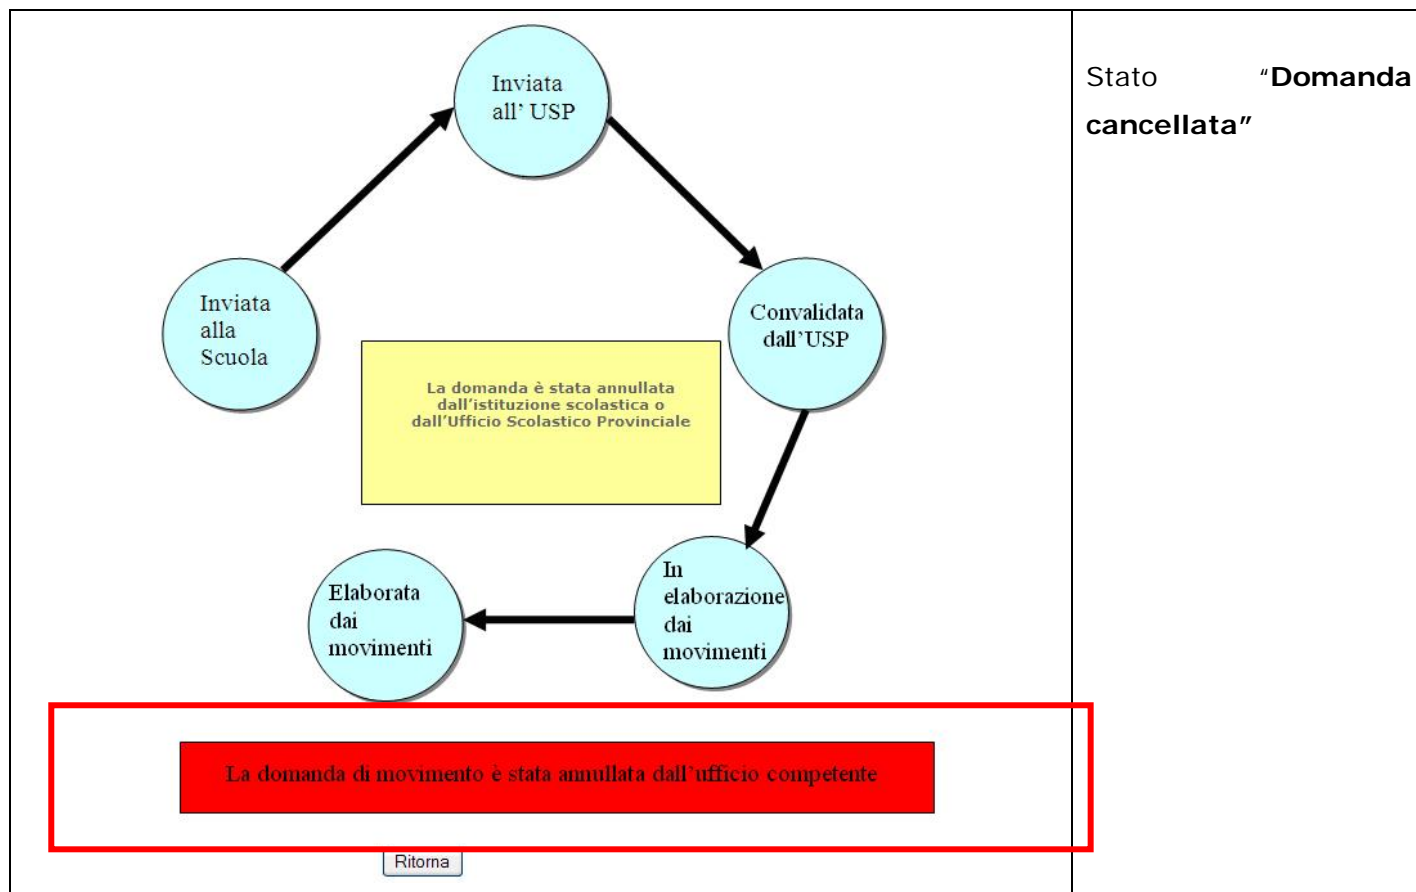 Inviata
all' USP
Inviata
alla
Scuola
Convalidata
dall'USP
La domanda è stata annullata
dall'istituzione scolastica o
dall'Ufficio Scolastico Provinciale
Elaborata
dai
movimenti
In
elaborazione
dai
movimenti
La domanda di movimento è stata annullata dall'ufficio competente
Ritorna
Stato “Domanda
cancellata”